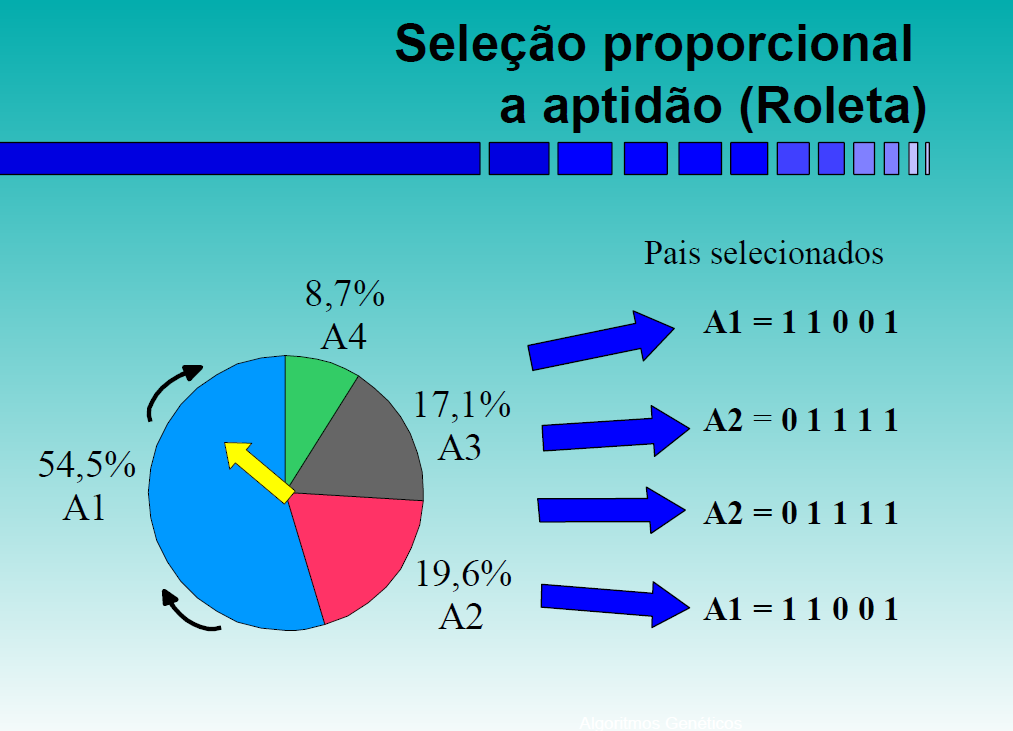 Seleção proporcional
a aptidão (Roleta)
Pais selecionados
8,7%
A4
A1 = 1 1 0 0 1
17,1%
A3
A2 = 0 1 1 1 1
54,5%
A1
A2 = 0 1 1 1 1
19,6%
A2
A1 = 1 1 0 0 1
Algoritmos Genéticos